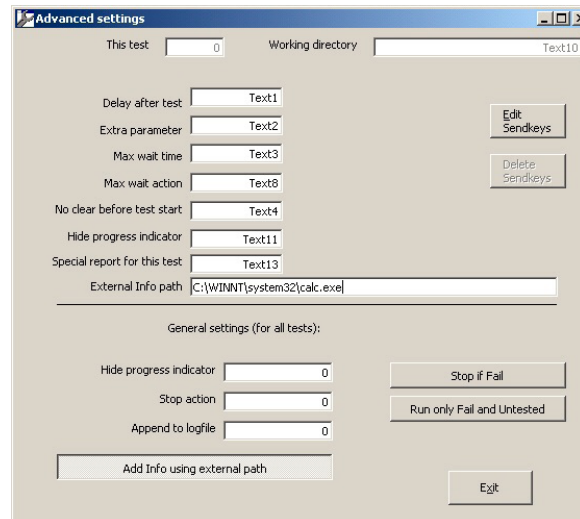 Advanced settings
This test 0 Working directory Text10
Delay after test Text1
Edit Sendkeys
Extra parameter Text2
Max wait time Text3
Delete Sendkeys
Max wait action Text8
No clear before test start Text4
Hide progress indicator Text11
Special report for this test Text13
External Info path C:\WINNT\system32\calc.exe
General settings (for all tests):
Hide progress indicator 0
Stop if Fail
Stop action 0
Run only Fail and Untested
Append to logfile 0
Add Info using external path
Exit